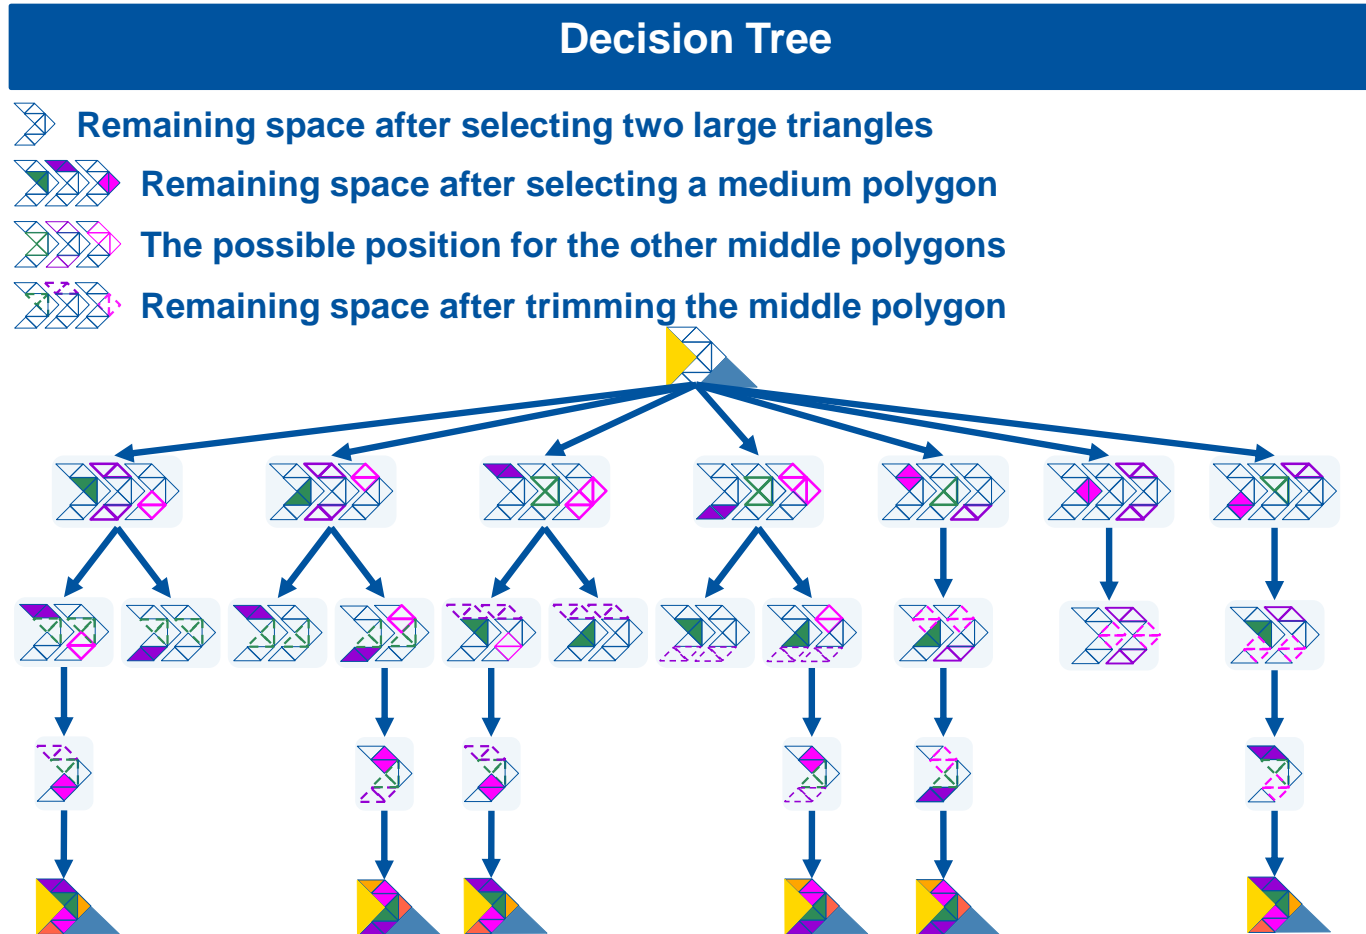 Decision Tree
Remaining space after selecting two large triangles
Remaining space after selecting a medium polygon
The possible position for the other middle polygons
Remaining space after trimming the middle polygon